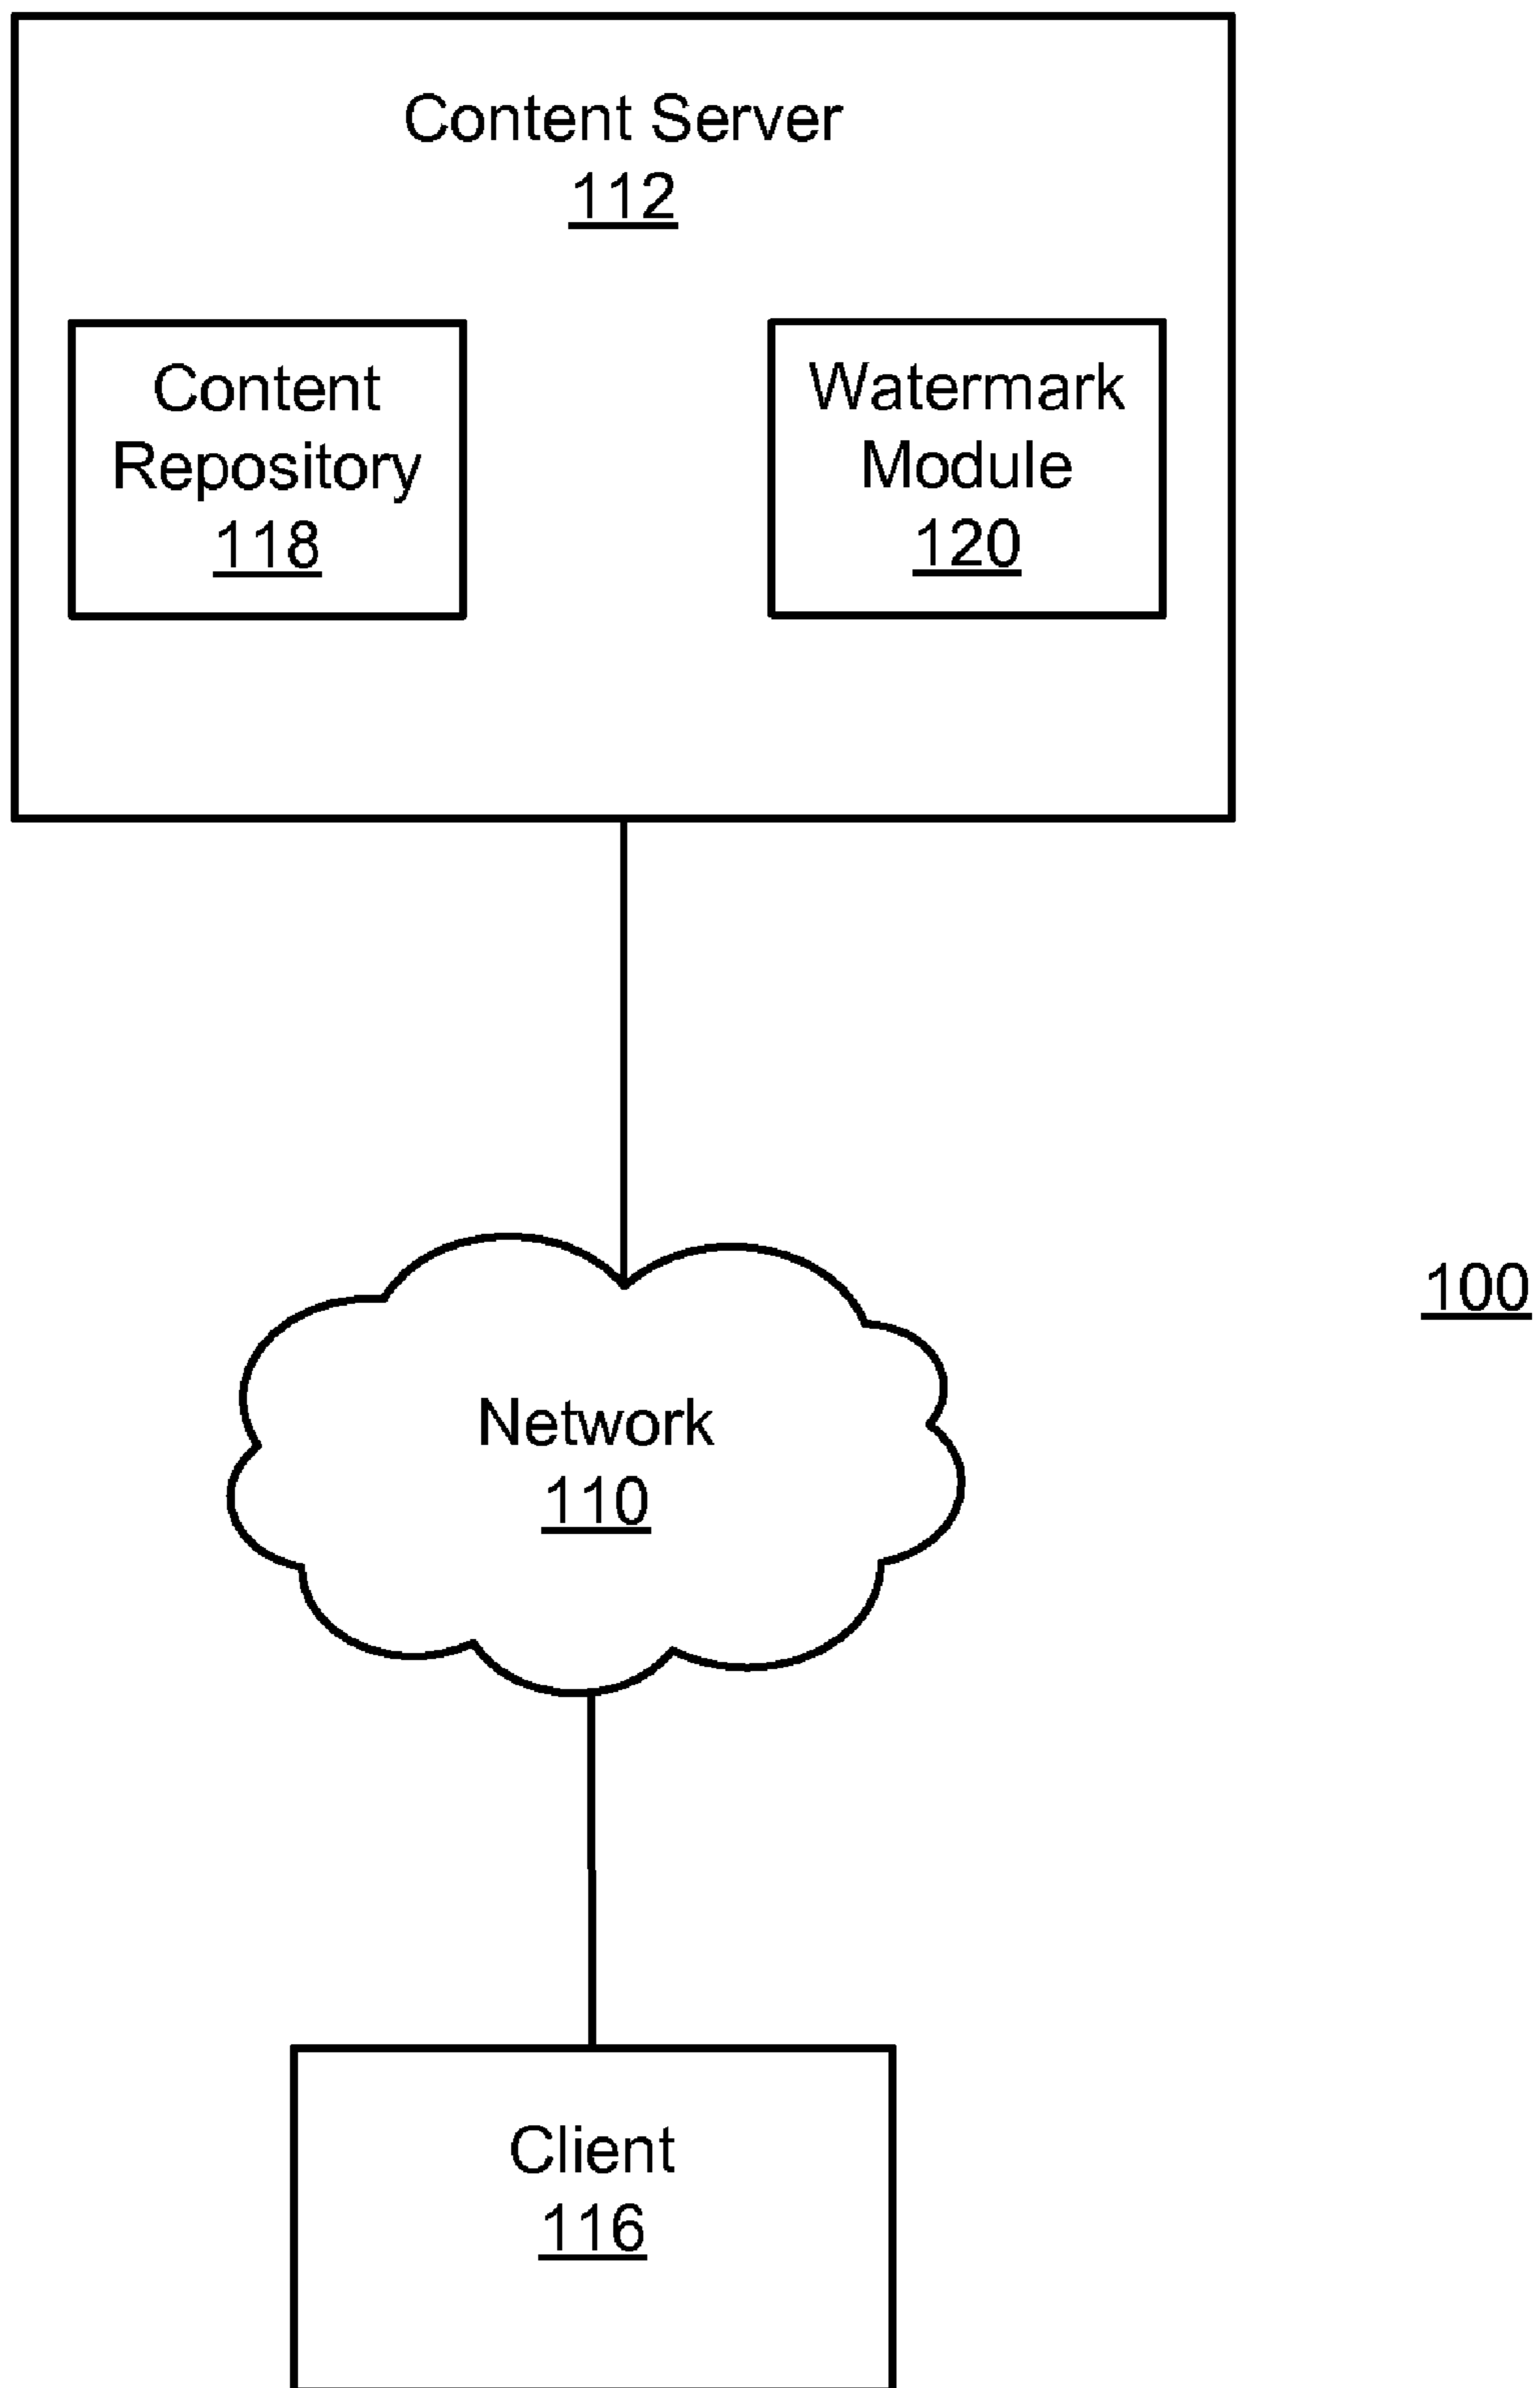 Content Server
112
Content
Repository
118
Watermark
Module
120
100
Network
110
Client
116